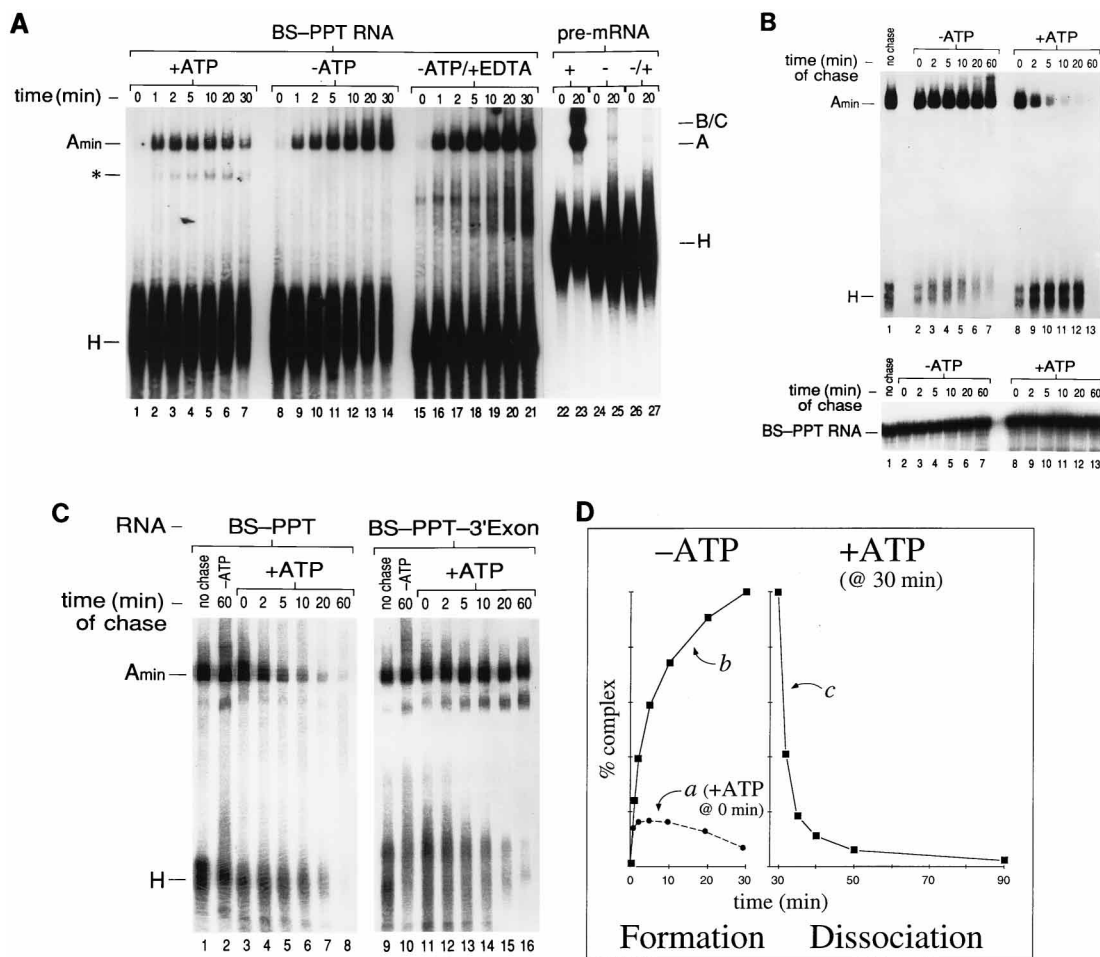 A
BS–PPT RNA
pre-mRNA
+ATP
-ATP
-ATP/+EDTA
+ - -/+
time (min) – 0 1 2 5 10 20 30 0 1 2 5 10 20 30 0 1 2 5 10 20 30 0 20 0 20 0 20
–B/C
Amin –
–A
* –
–H
H –
1 2 3 4 5 6 7 8 9 10 11 12 13 14 15 16 17 18 19 20 21 22 23 24 25 26 27
B
no chase
-ATP
+ATP
time (min) – 0 2 5 10 20 60 0 2 5 10 20 60
of chase
Amin –
H –
1 2 3 4 5 6 7 8 9 10 11 12 13
no chase
-ATP
+ATP
time (min) – 0 2 5 10 20 60 0 2 5 10 20 60
of chase
BS–PPT RNA –
1 2 3 4 5 6 7 8 9 10 11 12 13
C
RNA – BS–PPT BS–PPT–3'Exon
no chase
–ATP
+ATP
no chase
–ATP
+ATP
time (min) – 60 0 2 5 10 20 60 60 0 2 5 10 20 60
of chase
Amin –
H –
1 2 3 4 5 6 7 8 9 10 11 12 13 14 15 16
D
–ATP
+ATP
(@ 30 min)
% complex
b
c
a (+ATP
@ 0 min)
0 10 20 30 30 50 70 90
time (min)
Formation Dissociation